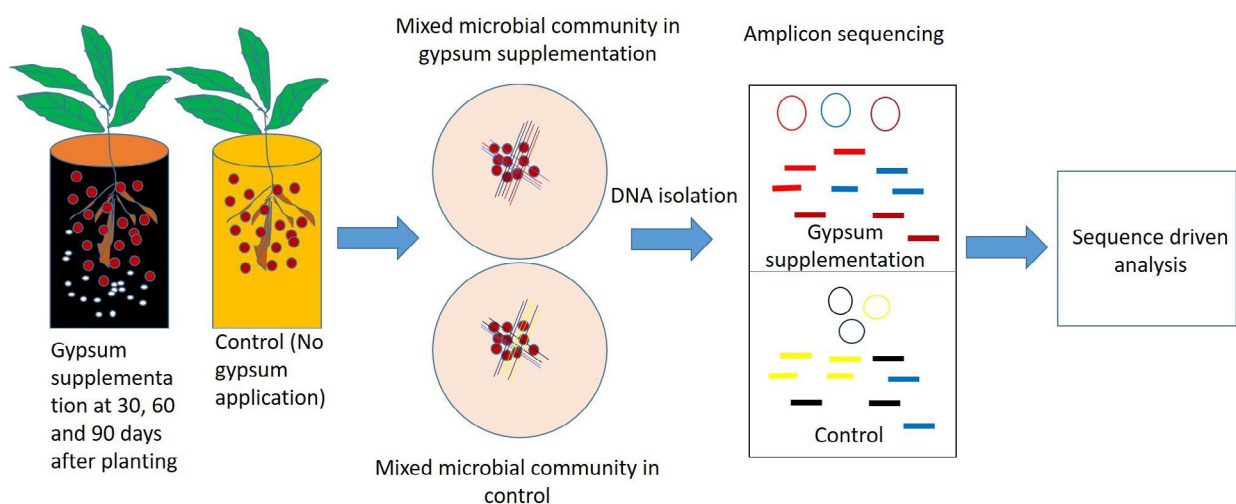 Gypsum
supplementa
tion at 30, 60
and 90 days
after planting
Control (No
gypsum
application)
Mixed microbial community in
gypsum supplementation
Mixed microbial community in
control
DNA isolation
Amplicon sequencing
Gypsum
supplementation
Control
Sequence driven
analysis